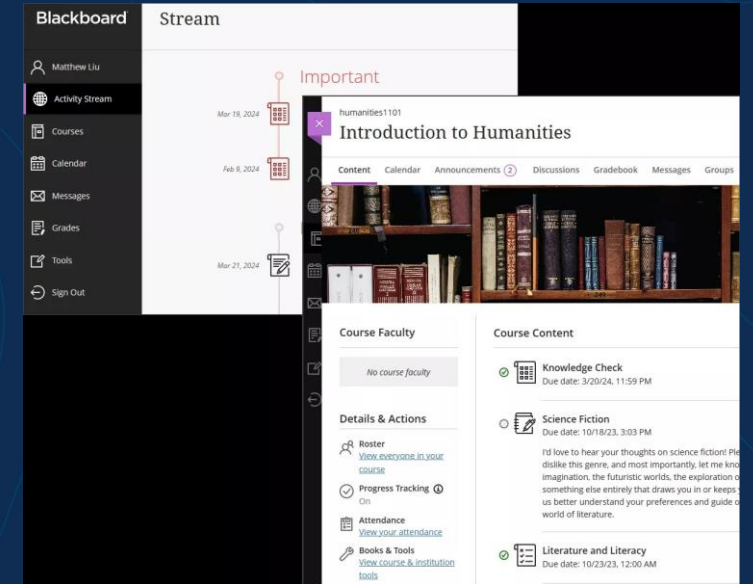 Blackboard
Matthew Liu
Activity Stream
Courses
Calendar
Messages
Grades
Tools
Sign Out
Stream
Important
Mar 19, 2024
Feb 9, 2024
Mar 21, 2024
humanities1101
Introduction to Humanities
Content Calendar Announcements 2 Discussions Gradebook Messages Groups
Course Faculty
No course faculty
Details & Actions
Roster
View everyone in your
course
Progress Tracking
On
Attendance
View your attendance
Books & Tools
View course & institution
tools
Course Content
Knowledge Check
Due date: 3/20/24, 11:59 PM
Science Fiction
Due date: 10/18/23, 3:03 PM
I'd love to hear your thoughts on science fiction!
dislike this genre, and most importantly, let me
imagination, the futuristic worlds, the exploration
something else entirely that draws you in or keeps
us better understand your preferences and guide
world of literature.
Literature and Literacy
Due date: 10/23/23, 12:00 AM